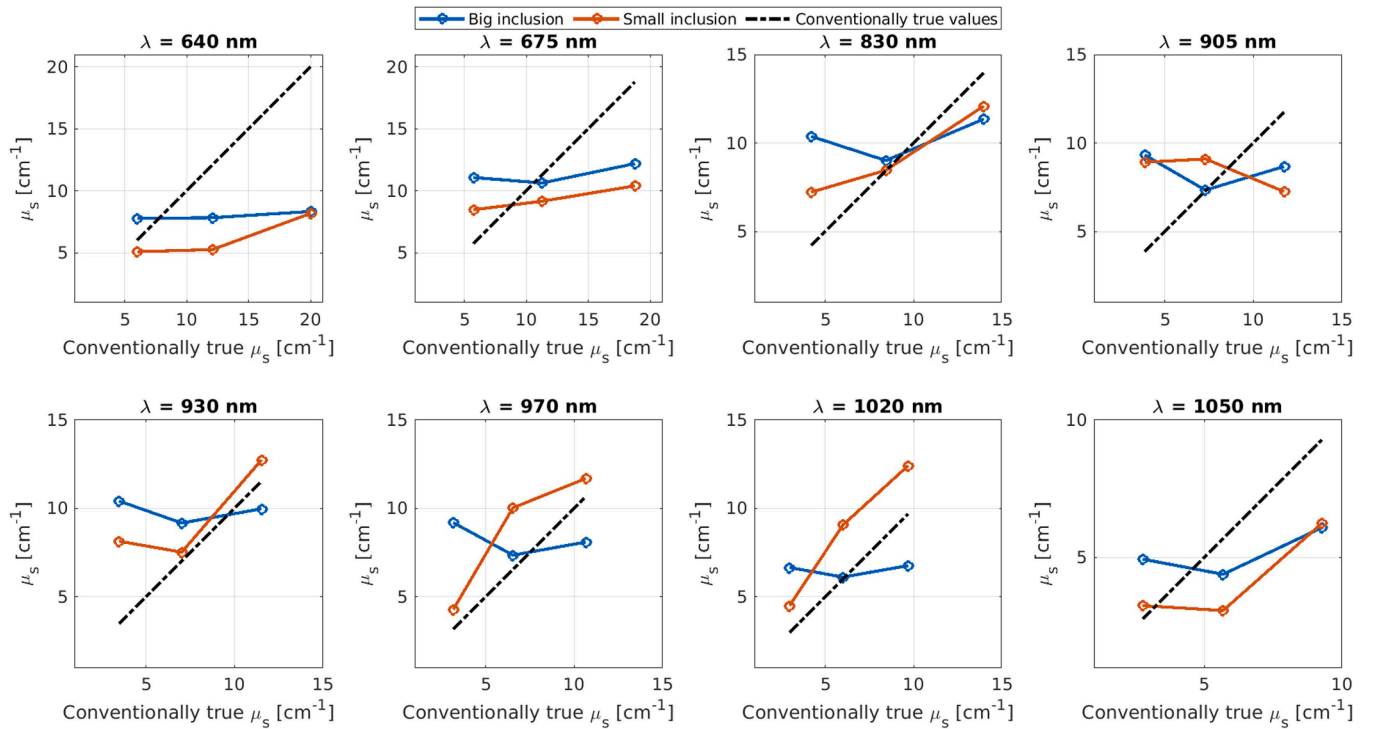 Big inclusion Small inclusion Conventionally true values
λ = 640 nm
20
15
10
5
μs [cm-1]
5 10 15 20
Conventionally true μs [cm-1]
λ = 675 nm
20
15
10
5
μs [cm-1]
5 10 15 20
Conventionally true μs [cm-1]
λ = 830 nm
15
10
5
μs [cm-1]
5 10 15
Conventionally true μs [cm-1]
λ = 905 nm
15
10
5
μs [cm-1]
5 10 15
Conventionally true μs [cm-1]
λ = 930 nm
15
10
5
μs [cm-1]
5 10 15
Conventionally true μs [cm-1]
λ = 970 nm
15
10
5
μs [cm-1]
5 10 15
Conventionally true μs [cm-1]
λ = 1020 nm
15
10
5
μs [cm-1]
5 10 15
Conventionally true μs [cm-1]
λ = 1050 nm
10
5
μs [cm-1]
5 10
Conventionally true μs [cm-1]